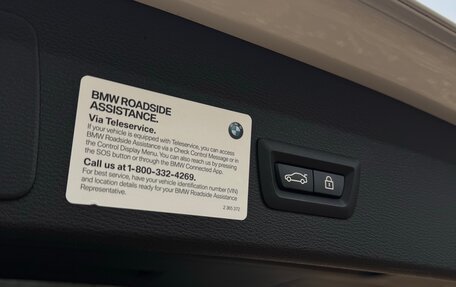 BMW ROADSIDE
ASSISTANCE.
Via Teleservice.
If your vehicle is equipped with Teleservice, you can access
BMW Roadside Assistance via a Check Control Message or in
the Control Display Menu. You can also reach us by pressing
the SOS button or through the BMW Connected App.
Call us at 1-800-332-4269.
For best service, have your vehicle identification number (VIN)
and location details ready for your BMW Roadside Assistance
Representative.
2 365 372